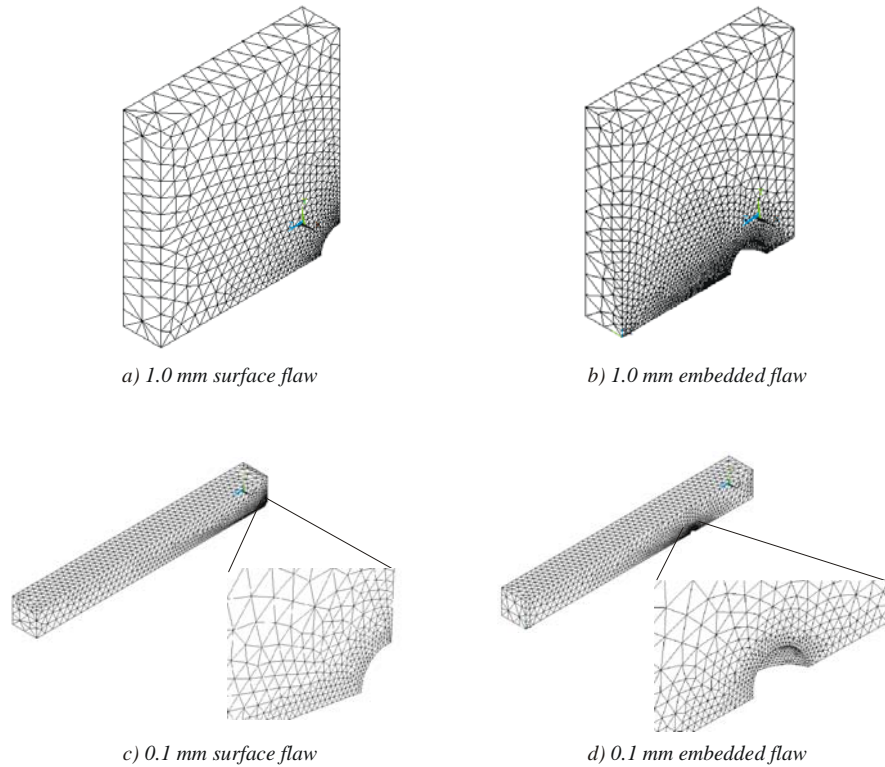 a) 1.0 mm surface flaw
b) 1.0 mm embedded flaw
c) 0.1 mm surface flaw
d) 0.1 mm embedded flaw